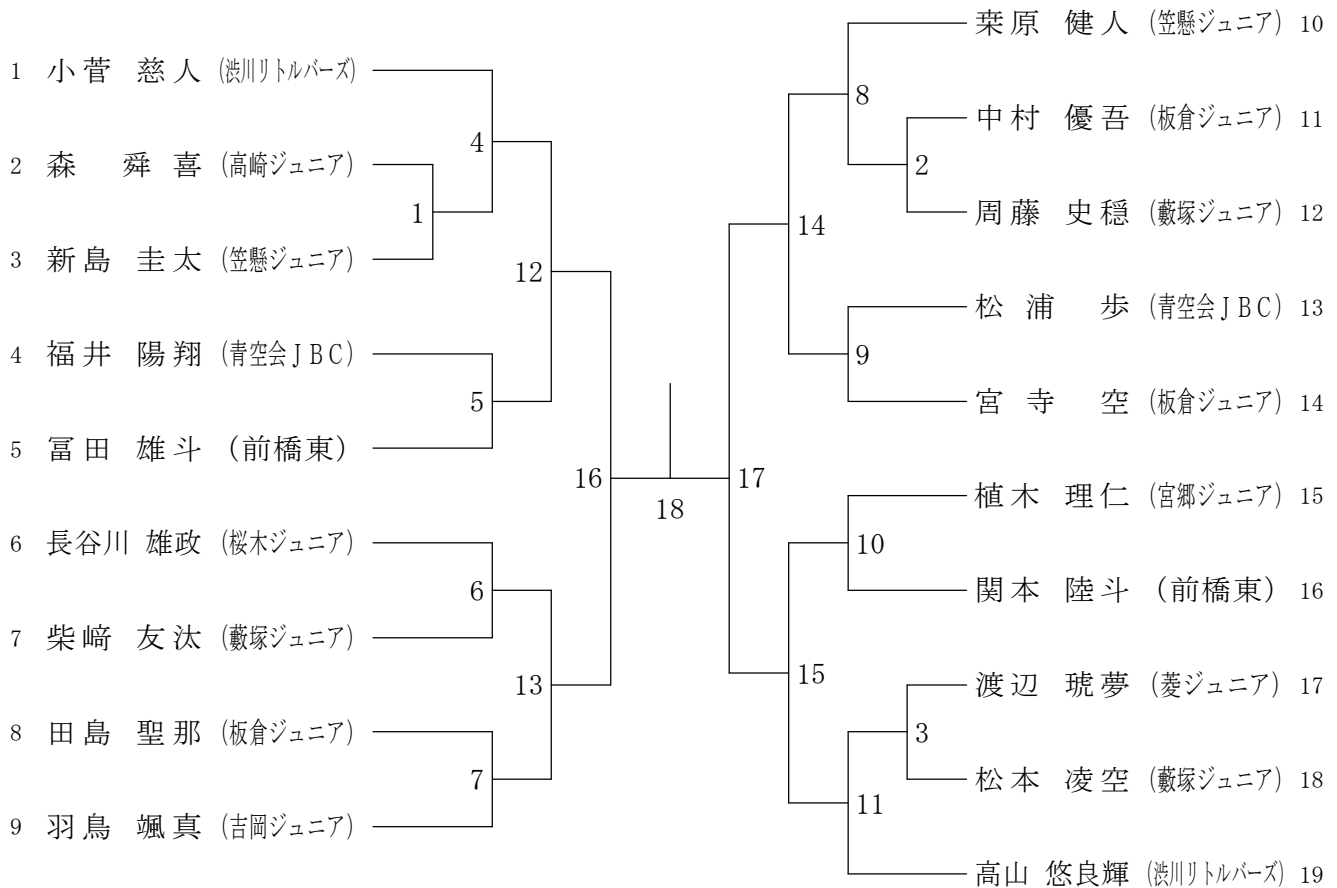 1 小菅 慈人 (渋川リトルバーズ)
4
2 森 舜喜 (高崎ジュニア)
1
3 新島 圭太 (笠懸ジュニア)
12
4 福井 陽翔 (青空会JBC)
5
5 冨田 雄斗 (前橋東)
16
6 長谷川 雄政 (桜木ジュニア)
6
7 柴﨑 友汰 (藪塚ジュニア)
13
8 田島 聖那 (板倉ジュニア)
7
9 羽鳥 颯真 (吉岡ジュニア)
18
桒原 健人 (笠懸ジュニア) 10
8
中村 優吾 (板倉ジュニア) 11
2
周藤 史穏 (藪塚ジュニア) 12
14
松浦 歩 (青空会JBC) 13
9
宮寺 空 (板倉ジュニア) 14
17
植木 理仁 (宮郷ジュニア) 15
10
関本 陸斗 (前橋東) 16
15
渡辺 琥夢 (菱ジュニア) 17
3
松本 凌空 (藪塚ジュニア) 18
11
高山 悠良輝 (渋川リトルバーズ) 19